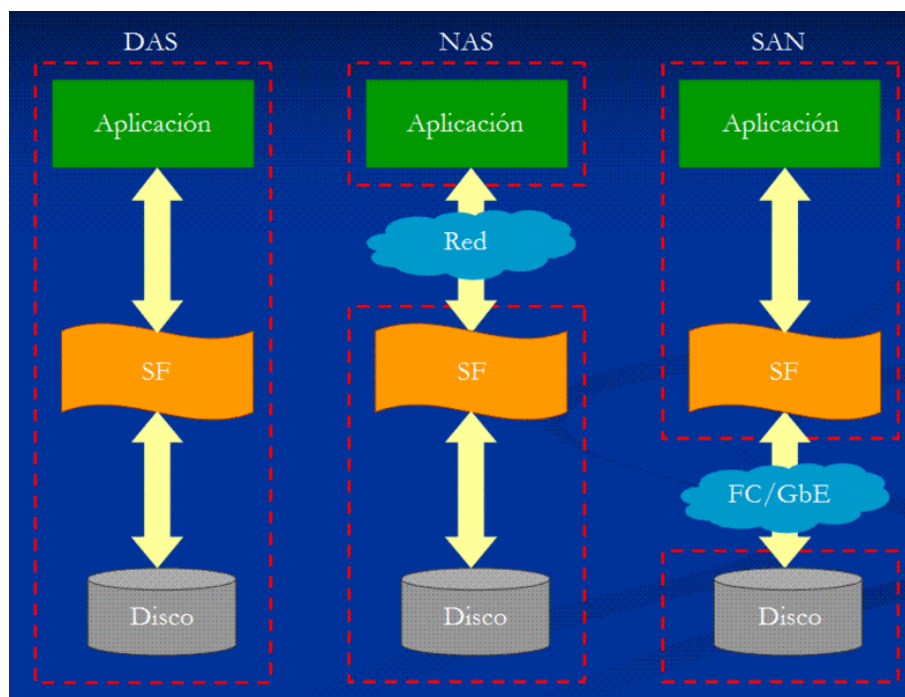 DAS
NAS
SAN
Aplicación
Aplicación
Aplicación
Red
SF
SF
SF
FC/GbE
Disco
Disco
Disco